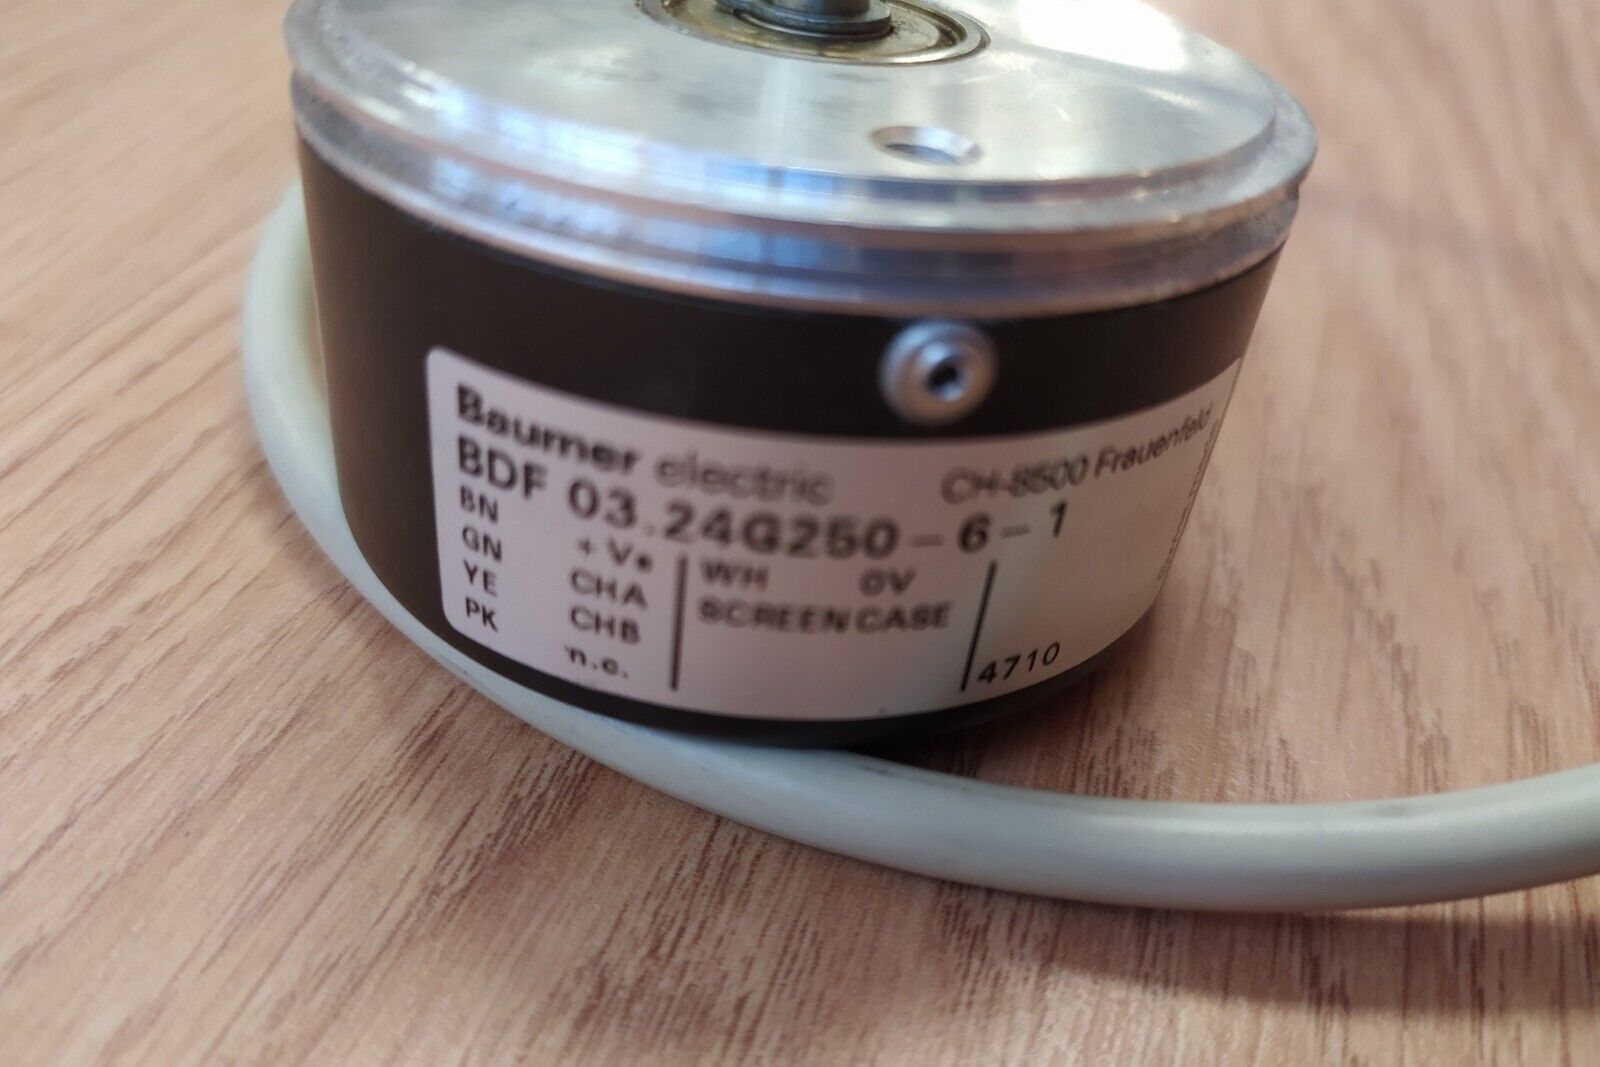 Baumer electric CH-8500 Frauenfeld
BDF 03.24G250-6-1
BN +Vs WH 0V
GN CHA SCREEN CASE
YE CHB
PK n.c. 4710